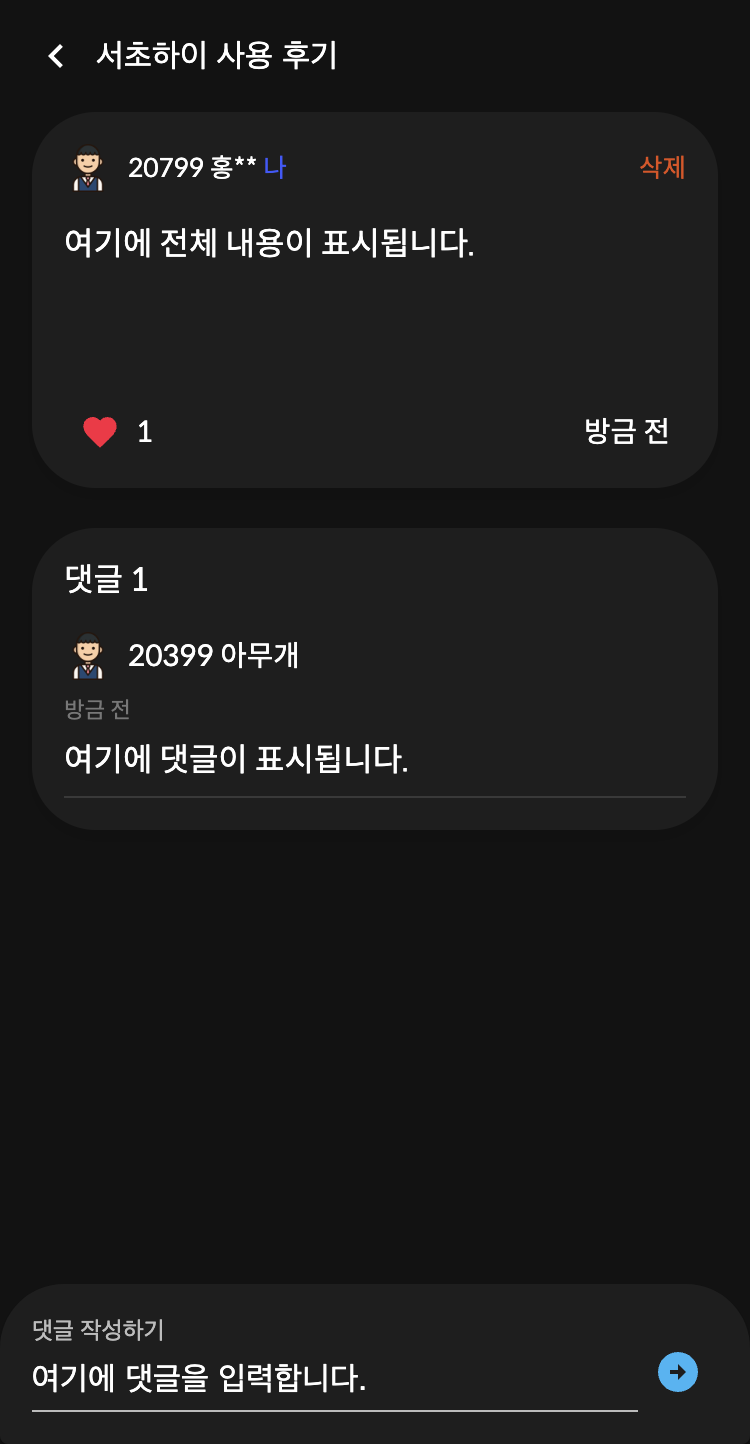 서초하이 사용 후기
20799 홍** 나
삭제
여기에 전체 내용이 표시됩니다.
1
방금 전
댓글 1
20399 아무개
방금 전
여기에 댓글이 표시됩니다.
댓글 작성하기
여기에 댓글을 입력합니다.